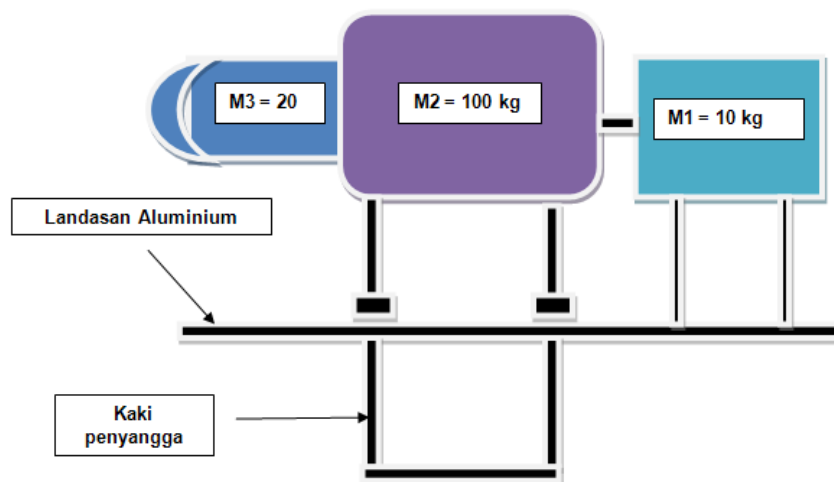 M3 = 20
M2 = 100 kg
M1 = 10 kg
Landasan Aluminium
Kaki
penyangga